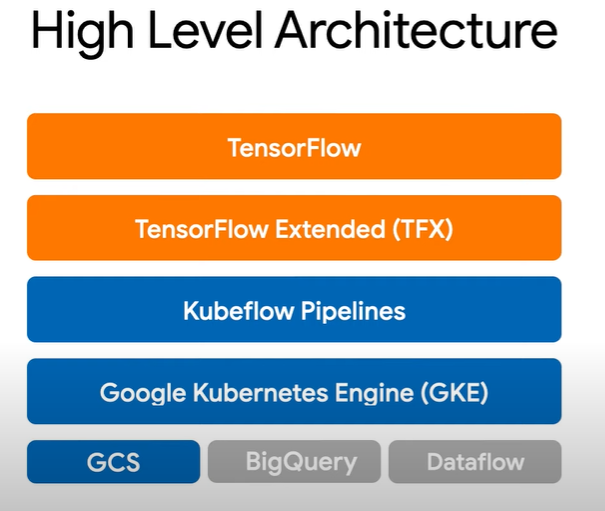 High Level Architecture
TensorFlow
TensorFlow Extended (TFX)
Kubeflow Pipelines
Google Kubernetes Engine (GKE)
GCS BigQuery Dataflow